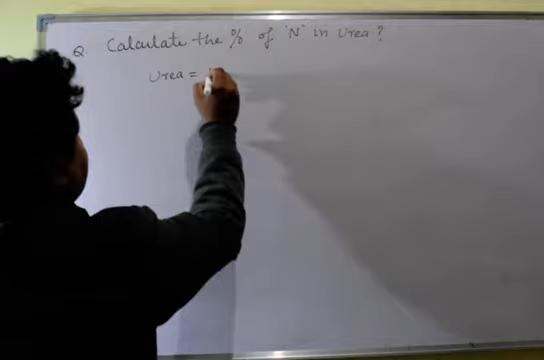 Q. Calculate the % of "N" in Urea?
Urea =